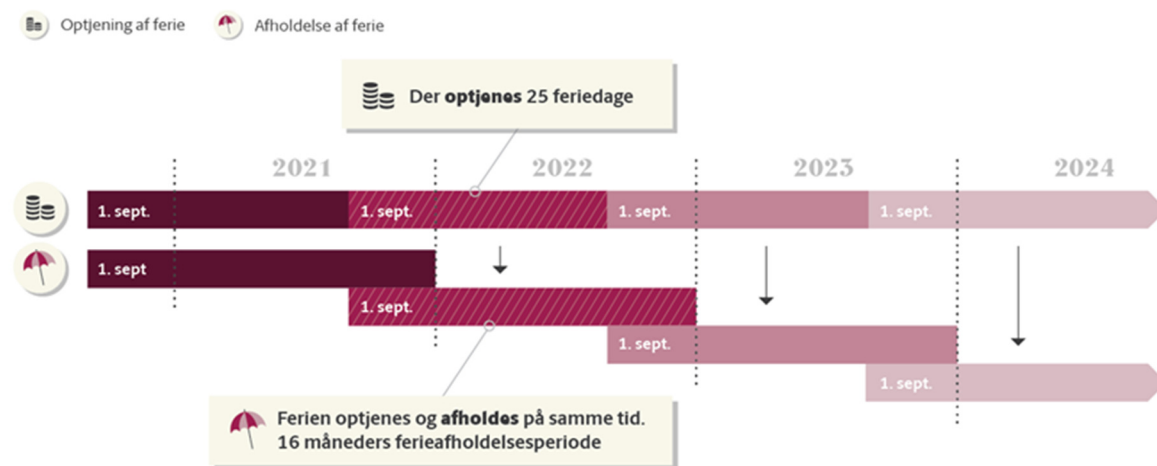 Optjening af ferie
Afholdelse af ferie
Der optjenes 25 feriedage
2021
2022
2023
2024
1. sept.
1. sept.
1. sept.
1. sept.
1. sept
1. sept.
1. sept.
1. sept.
Ferien optjenes og afholdes på samme tid.
16 måneders ferieafholdelsesperiode